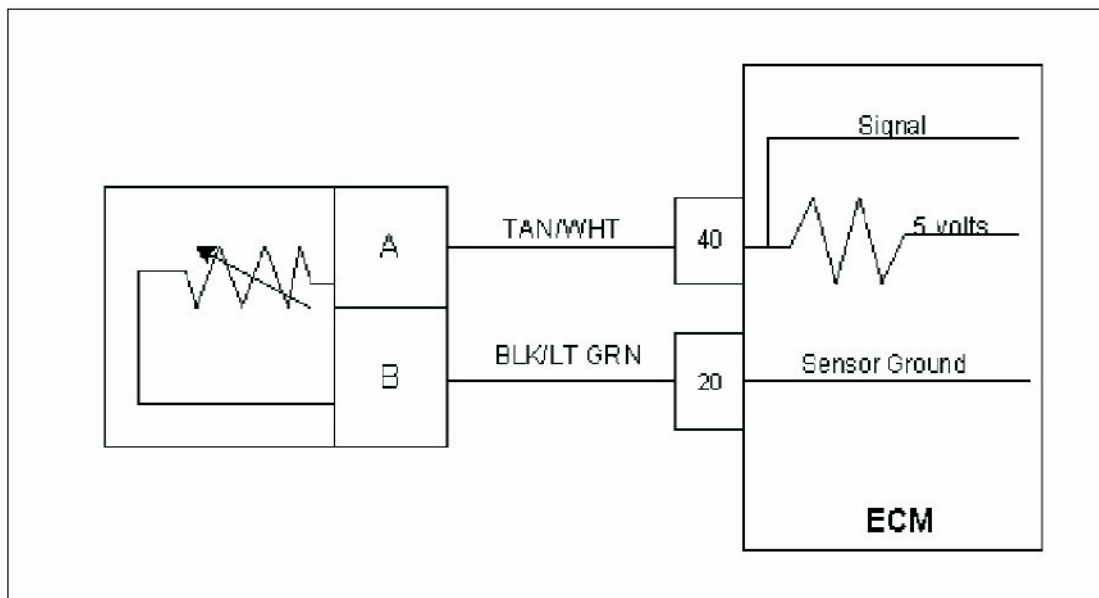 Signal
A
TAN/WHT
40
5 volts
B
BLK/LT GRN
20
Sensor Ground
ECM